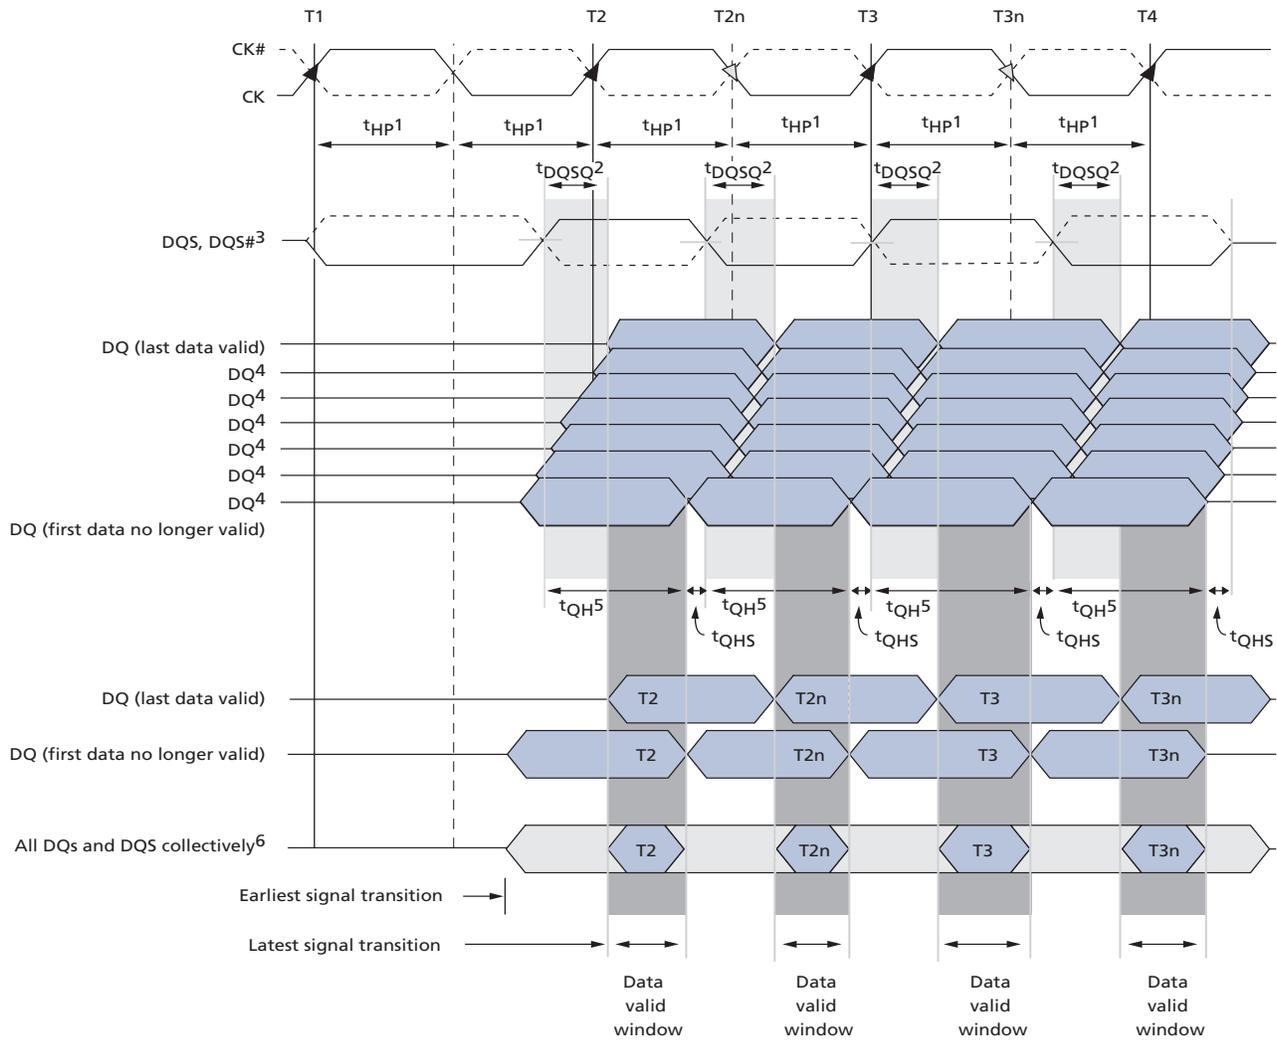 T1 T2 T2n T3 T3n T4
CK#
CK
tHP1 tHP1 tHP1 tHP1 tHP1 tHP1
tDQSQ2 tDQSQ2 tDQSQ2 tDQSQ2
DQS, DQS#3
DQ (last data valid)
DQ4
DQ4
DQ4
DQ4
DQ4
DQ4
DQ (first data no longer valid)
tQH5 tQH5 tQH5 tQH5
tQHS tQHS tQHS tQHS
DQ (last data valid) T2 T2n T3 T3n
DQ (first data no longer valid) T2 T2n T3 T3n
All DQs and DQS collectively6 T2 T2n T3 T3n
Earliest signal transition
Latest signal transition
Data valid window
Data valid window
Data valid window
Data valid window